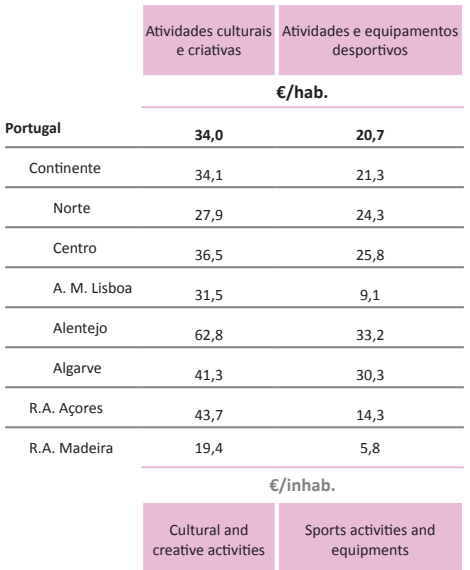 Atividades culturais e criativas
Atividades e equipamentos desportivos
€/hab.
Portugal 34,0 20,7
Continente 34,1 21,3
Norte 27,9 24,3
Centro 36,5 25,8
A. M. Lisboa 31,5 9,1
Alentejo 62,8 33,2
Algarve 41,3 30,3
R.A. Açores 43,7 14,3
R.A. Madeira 19,4 5,8
€/inhab.
Cultural and creative activities
Sports activities and equipments